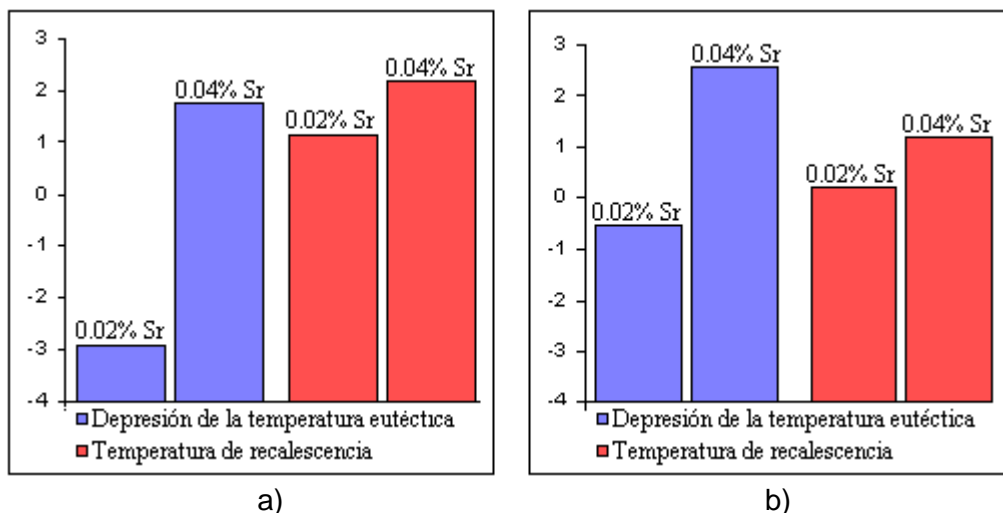 3
2
1
0
-1
-2
-3
-4
0.02% Sr
0.04% Sr
0.02% Sr
0.04% Sr
Depresión de la temperatura eutéctica
Temperatura de recalescencia
a)
3
2
1
0
-1
-2
-3
-4
0.02% Sr
0.04% Sr
0.02% Sr
0.04% Sr
Depresión de la temperatura eutéctica
Temperatura de recalescencia
b)